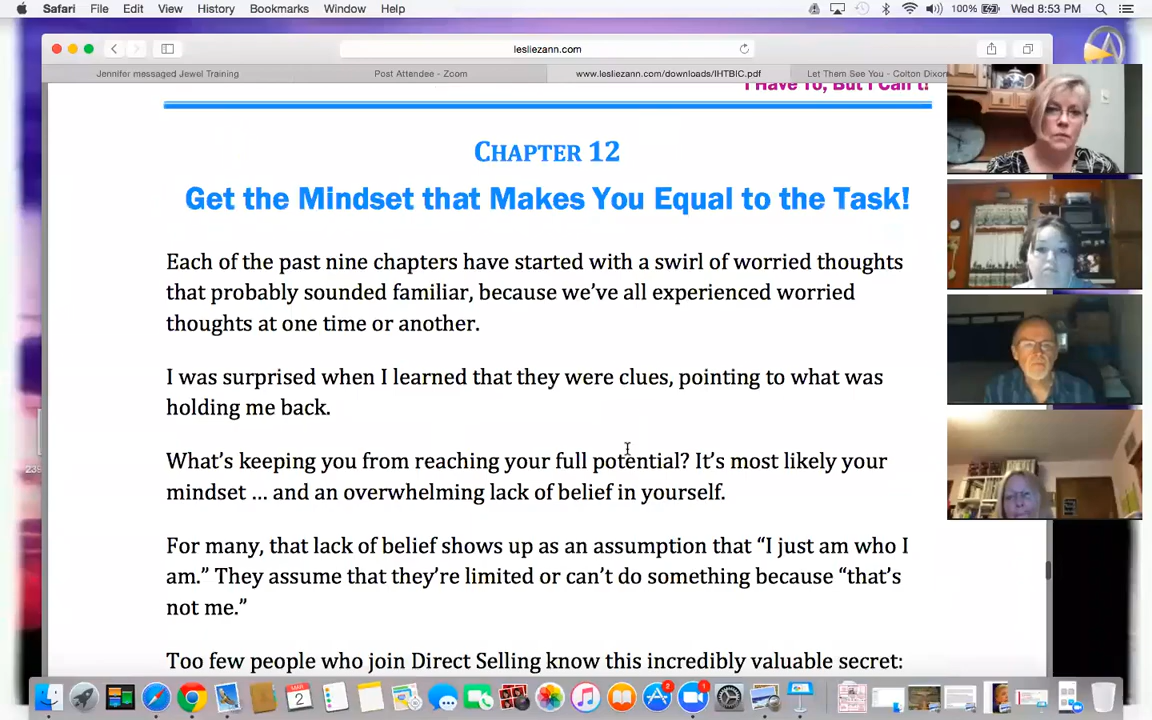 Safari File Edit View History Bookmarks Window Help 100% Wed 8:53 PM
lesliezann.com
Jennifer messaged Jewel Training Post Attendee - Zoom www.lesliezann.com/downloads/IHTBIC.pdf Let Them See You - Colton Dixon
I Have To, But I Can't!
CHAPTER 12
Get the Mindset that Makes You Equal to the Task!
Each of the past nine chapters have started with a swirl of worried thoughts
that probably sounded familiar, because we've all experienced worried
thoughts at one time or another.
I was surprised when I learned that they were clues, pointing to what was
holding me back.
What's keeping you from reaching your full potential? It's most likely your
mindset ... and an overwhelming lack of belief in yourself.
For many, that lack of belief shows up as an assumption that "I just am who I
am." They assume that they're limited or can't do something because "that's
not me."
Too few people who join Direct Selling know this incredibly valuable secret:
MAR
2
2
1